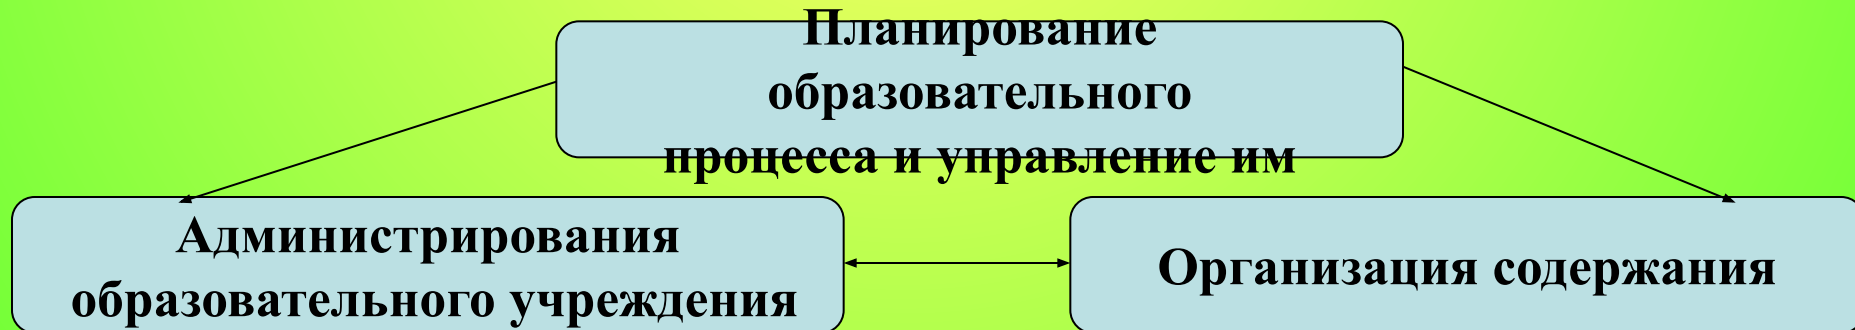 Планирование
образовательного
процесса и управление им
Администрирования
образовательного учреждения
Организация содержания